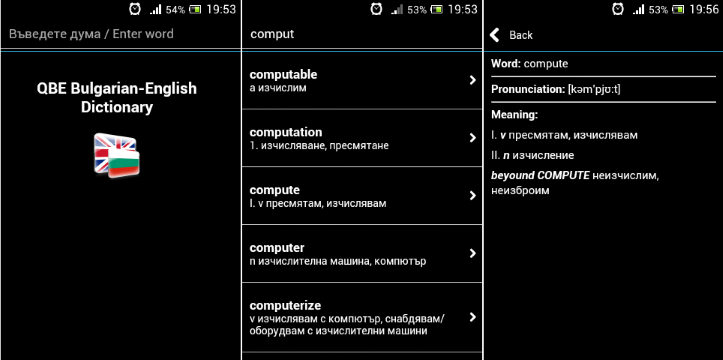 54% 19:53
Въведете дума / Enter word
QBE Bulgarian-English
Dictionary
53% 19:53
comput
computable
a изчислим
computation
1. изчисляване, пресмятане
compute
I. v пресмятам, изчислявам
computer
n изчислителна машина, компютър
computerize
v изчислявам с компютър, снабдявам/
оборудвам с изчислителни машини
53% 19:56
Back
Word: compute
Pronunciation: [kəm'pjʊ:t]
Meaning:
I. v пресмятам, изчислявам
II. n изчисление
beyound COMPUTE неизчислим,
неизброим